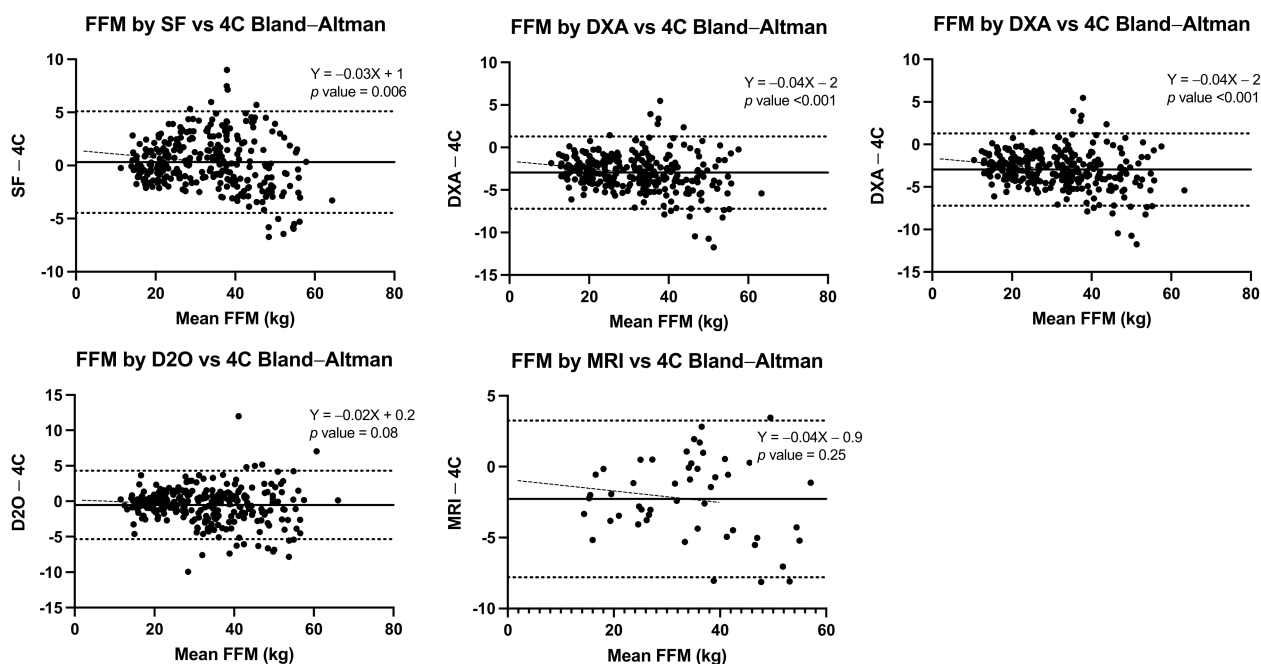 FFM by SF vs 4C Bland–Altman
10
5
0
-5
-10
SF – 4C
Y = –0.03X + 1
p value = 0.006
0 20 40 60 80
Mean FFM (kg)
FFM by DXA vs 4C Bland–Altman
10
5
0
-5
-10
-15
DXA – 4C
Y = –0.04X – 2
p value <0.001
0 20 40 60 80
Mean FFM (kg)
FFM by DXA vs 4C Bland–Altman
10
5
0
-5
-10
-15
DXA – 4C
Y = –0.04X – 2
p value <0.001
0 20 40 60 80
Mean FFM (kg)
FFM by D2O vs 4C Bland–Altman
15
10
5
0
-5
-10
-15
D2O – 4C
Y = –0.02X + 0.2
p value = 0.08
0 20 40 60 80
Mean FFM (kg)
FFM by MRI vs 4C Bland–Altman
5
0
-5
-10
MRI – 4C
Y = –0.04X – 0.9
p value = 0.25
0 20 40 60
Mean FFM (kg)